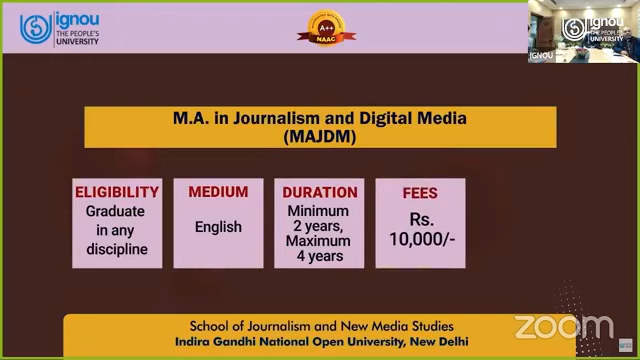 ignou
THE PEOPLE'S
UNIVERSITY
A++
NAAC
ignou
THE PEOPLE'S
UNIVERSITY
IGNOU
M.A. in Journalism and Digital Media
(MAJDM)
ELIGIBILITY
Graduate
in any
discipline
MEDIUM
English
DURATION
Minimum
2 years,
Maximum
4 years
FEES
Rs.
10,000/-
School of Journalism and New Media Studies
Indira Gandhi National Open University, New Delhi
zoom